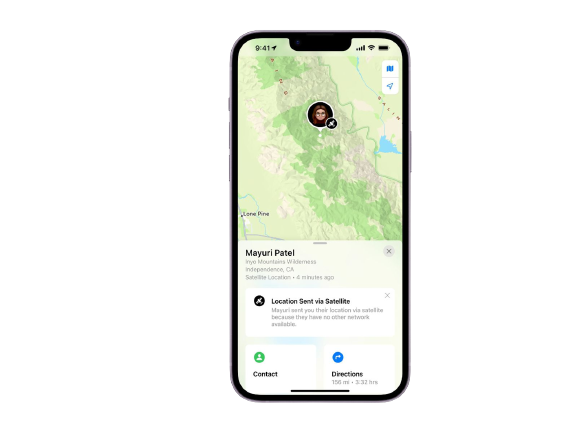 9:41
I N Y O
S A L I N
Lone Pine
Mayuri Patel
Inyo Mountains Wilderness
Independence, CA
Satellite Location • 4 minutes ago
Location Sent via Satellite
Mayuri sent you their location via satellite
because they have no other network
available.
Contact
Directions
156 mi • 3:32 hrs